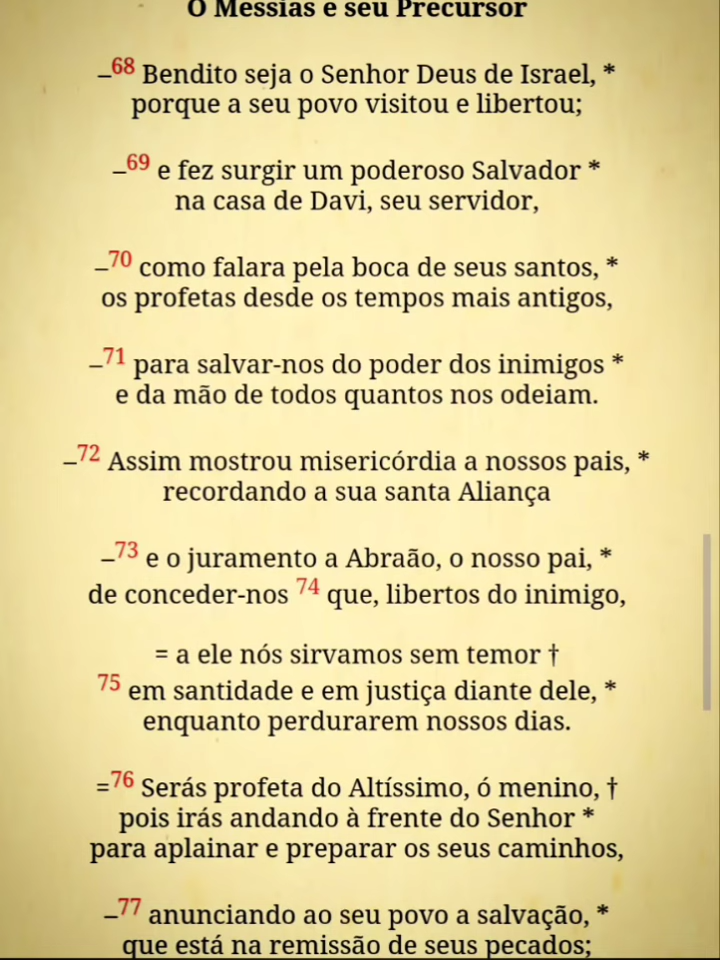 O Messias e seu Precursor
–68 Bendito seja o Senhor Deus de Israel, *
porque a seu povo visitou e libertou;
–69 e fez surgir um poderoso Salvador *
na casa de Davi, seu servidor,
–70 como falara pela boca de seus santos, *
os profetas desde os tempos mais antigos,
–71 para salvar-nos do poder dos inimigos *
e da mão de todos quantos nos odeiam.
–72 Assim mostrou misericórdia a nossos pais, *
recordando a sua santa Aliança
–73 e o juramento a Abraão, o nosso pai, *
de conceder-nos 74 que, libertos do inimigo,
= a ele nós sirvamos sem temor †
75 em santidade e em justiça diante dele, *
enquanto perdurarem nossos dias.
=76 Serás profeta do Altíssimo, ó menino, †
pois irás andando à frente do Senhor *
para aplainar e preparar os seus caminhos,
–77 anunciando ao seu povo a salvação, *
que está na remissão de seus pecados;